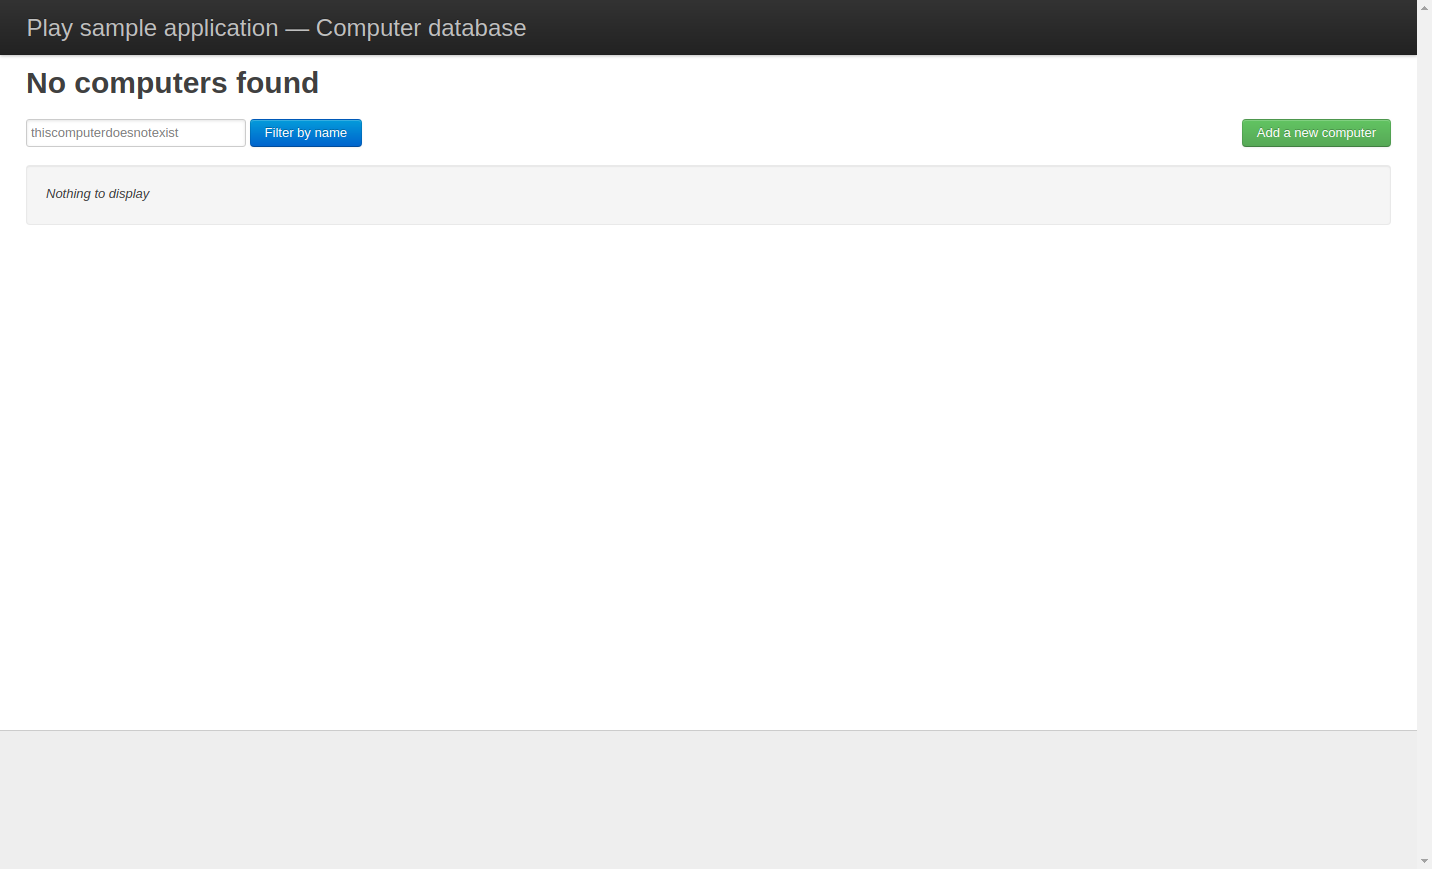 Play sample application — Computer database
No computers found
thiscomputerdoesnotexist
Filter by name
Add a new computer
Nothing to display